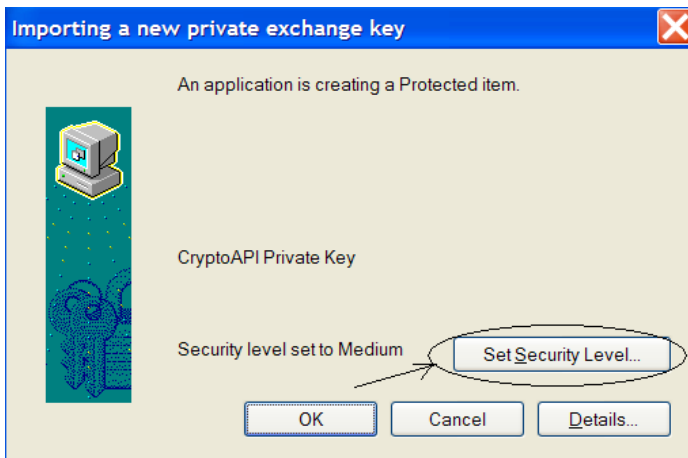 Importing a new private exchange key
An application is creating a Protected item.
CryptoAPI Private Key
Security level set to Medium
Set Security Level...
OK
Cancel
Details...